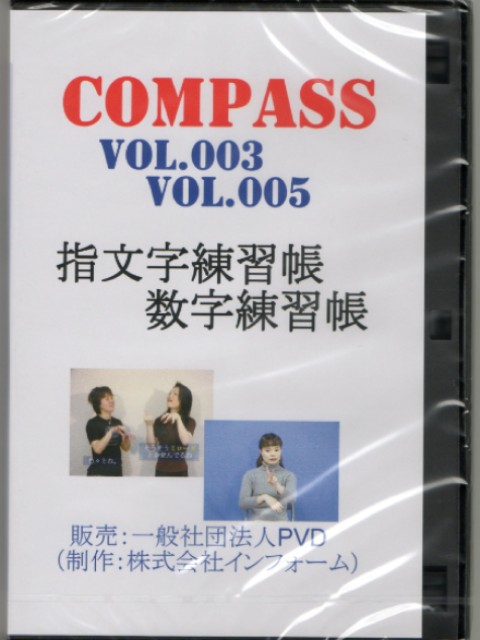 COMPASS
VOL.003
VOL.005
指文字練習帳
数字練習帳
販売:一般社団法人PVD
(制作:株式会社インフォーム)